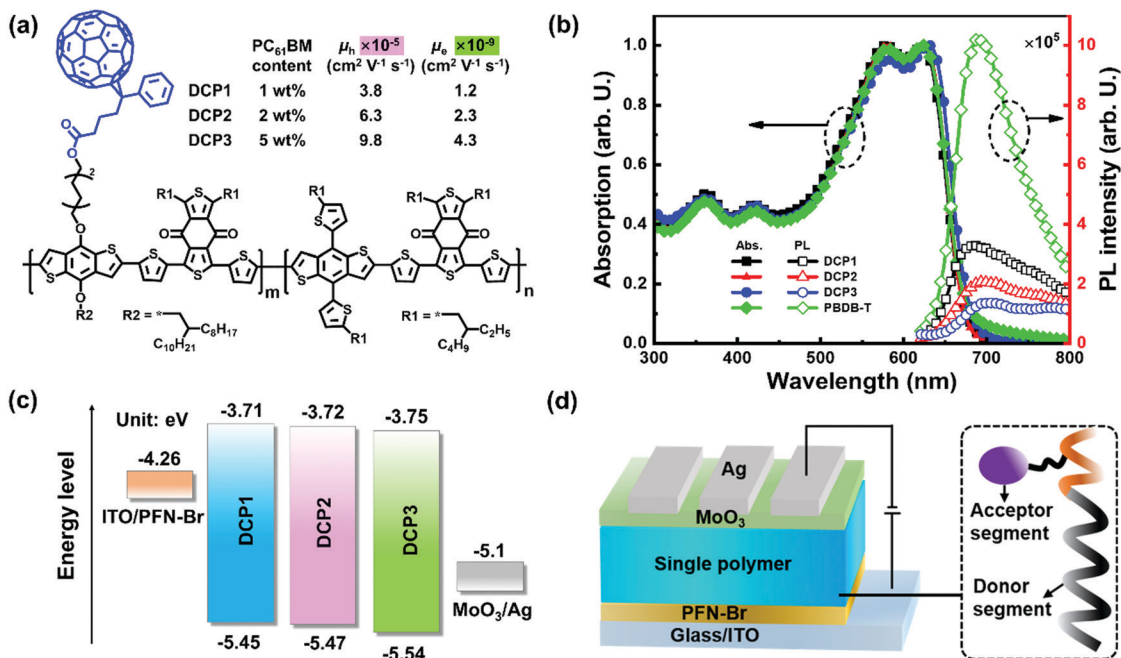 (a)
PC61BM content
μh ×10-5 (cm2 V-1 s-1)
μe ×10-9 (cm2 V-1 s-1)
DCP1 1 wt% 3.8 1.2
DCP2 2 wt% 6.3 2.3
DCP3 5 wt% 9.8 4.3
O
O
2
O
R1 S R1
O O
S
S
S
S
S
O
R2
m
R1
S
S
S
S
R1
R1 S R1
O O
S
S
S
n
R2 = *
C8H17
C10H21
R1 = *
C2H5
C4H9
(b)
×10^5
Absorption (arb. U.)
1.0
0.8
0.6
0.4
0.2
0.0
300 400 500 600 700 800
Wavelength (nm)
PL intensity (arb. U.)
10
8
6
4
2
0
Abs. PL
DCP1
DCP2
DCP3
PBDB-T
(c)
Energy level
Unit: eV
-4.26
ITO/PFN-Br
-3.71
DCP1
-5.45
-3.72
DCP2
-5.47
-3.75
DCP3
-5.54
-5.1
MoO3/Ag
(d)
Ag
MoO3
Single polymer
PFN-Br
Glass/ITO
Acceptor
segment
Donor
segment